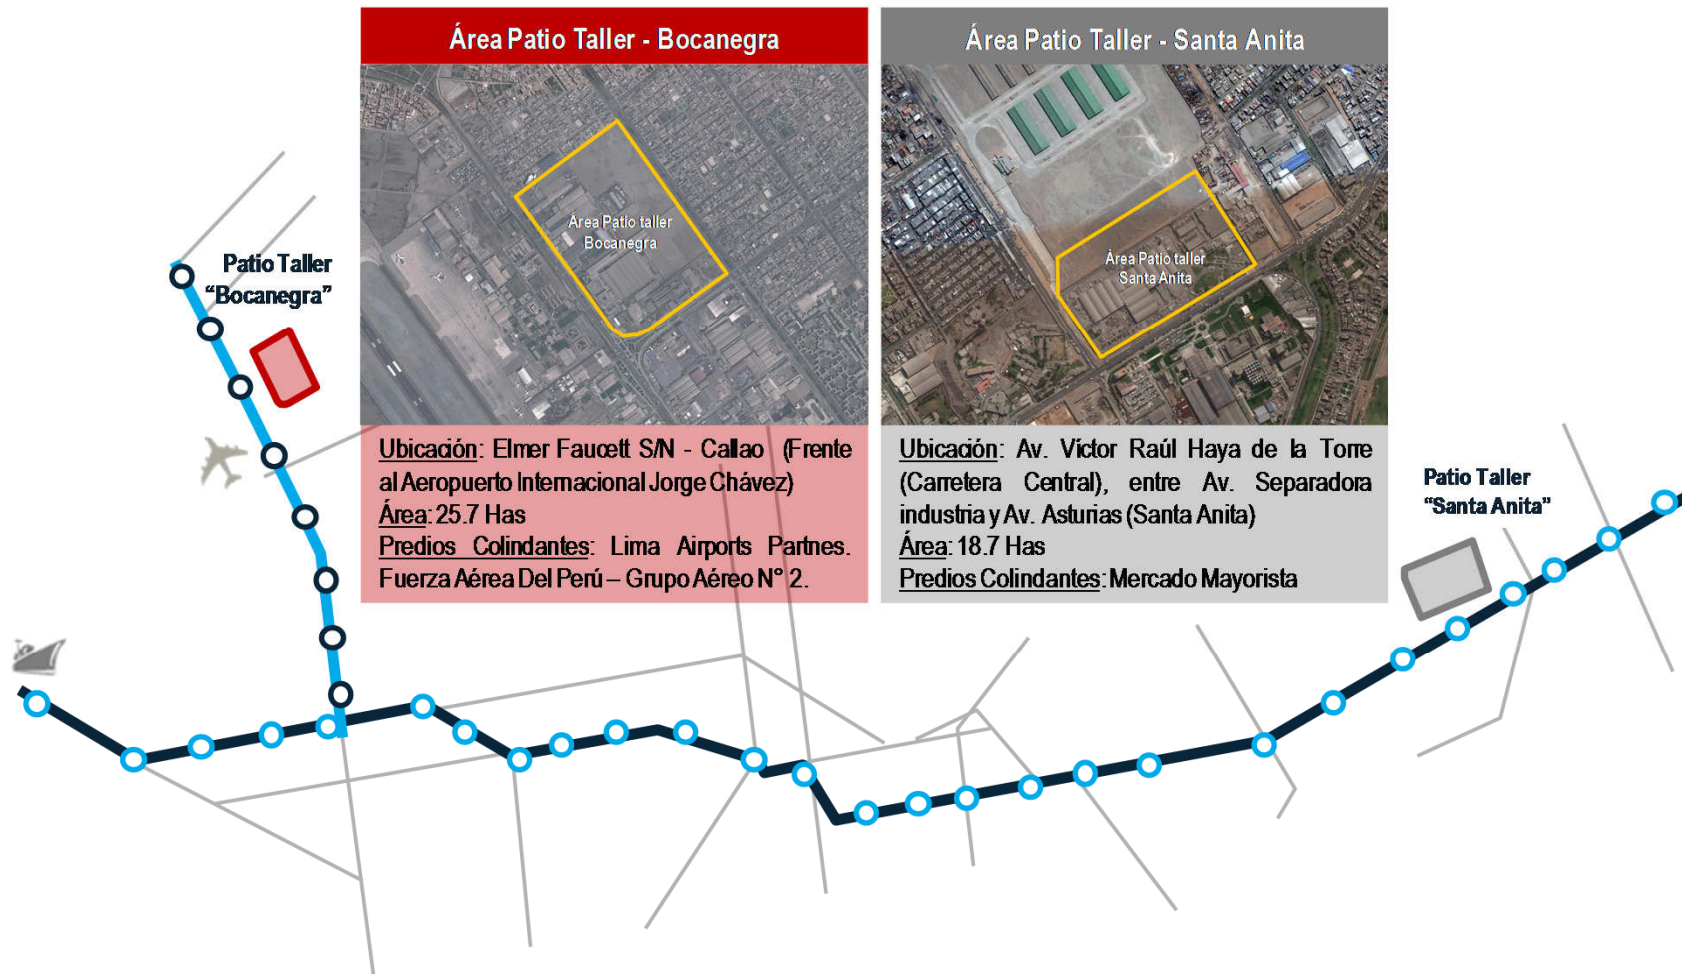 Área Patio Taller - Bocanegra
Área Patio taller
Bocanegra
Ubicación: Elmer Faucett S/N - Callao (Frente
al Aeropuerto Internacional Jorge Chávez)
Área: 25.7 Has
Predios Colindantes: Lima Airports Partnes.
Fuerza Aérea Del Perú – Grupo Aéreo N° 2.
Área Patio Taller - Santa Anita
Área Patio taller
Santa Anita
Ubicación: Av. Víctor Raúl Haya de la Torre
(Carretera Central), entre Av. Separadora
industria y Av. Asturias (Santa Anita)
Área: 18.7 Has
Predios Colindantes: Mercado Mayorista
Patio Taller
“Bocanegra”
Patio Taller
“Santa Anita”